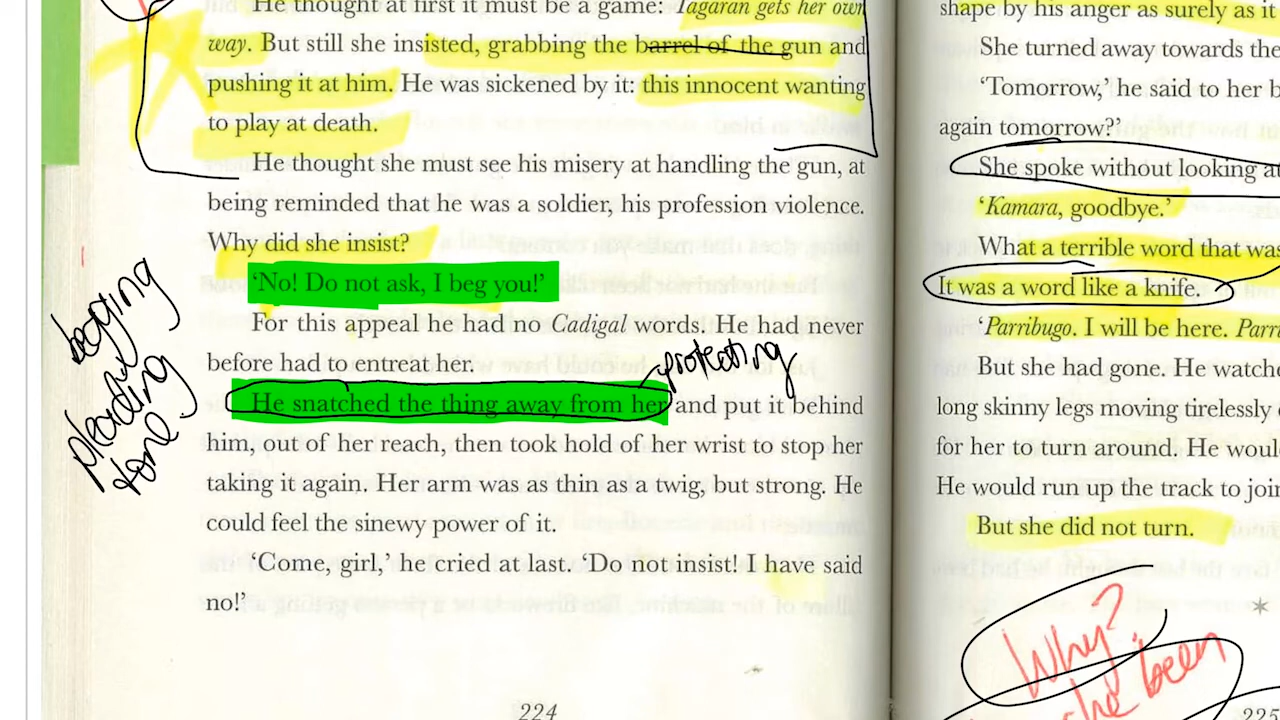 He thought at first it must be a game: Tagaran gets her own
way. But still she insisted, grabbing the barrel of the gun and
pushing it at him. He was sickened by it: this innocent wanting
to play at death.
He thought she must see his misery at handling the gun, at
being reminded that he was a soldier, his profession violence.
Why did she insist?
‘No! Do not ask, I beg you!’
For this appeal he had no Cadigal words. He had never
before had to entreat her.
protecting
He snatched the thing away from her and put it behind
him, out of her reach, then took hold of her wrist to stop her
taking it again. Her arm was as thin as a twig, but strong. He
could feel the sinewy power of it.
‘Come, girl,’ he cried at last. ‘Do not insist! I have said
no!’
224
begging
pleading
tone
shape by his anger as surely as it
She turned away towards the
‘Tomorrow,’ he said to her b
again tomorrow?’
She spoke without looking at
‘Kamara, goodbye.’
What a terrible word that was
It was a word like a knife.
‘Parribugo. I will be here. Parr
But she had gone. He watche
long skinny legs moving tirelessly
for her to turn around. He woul
He would run up the track to join
But she did not turn.
*
Why?
she been
225